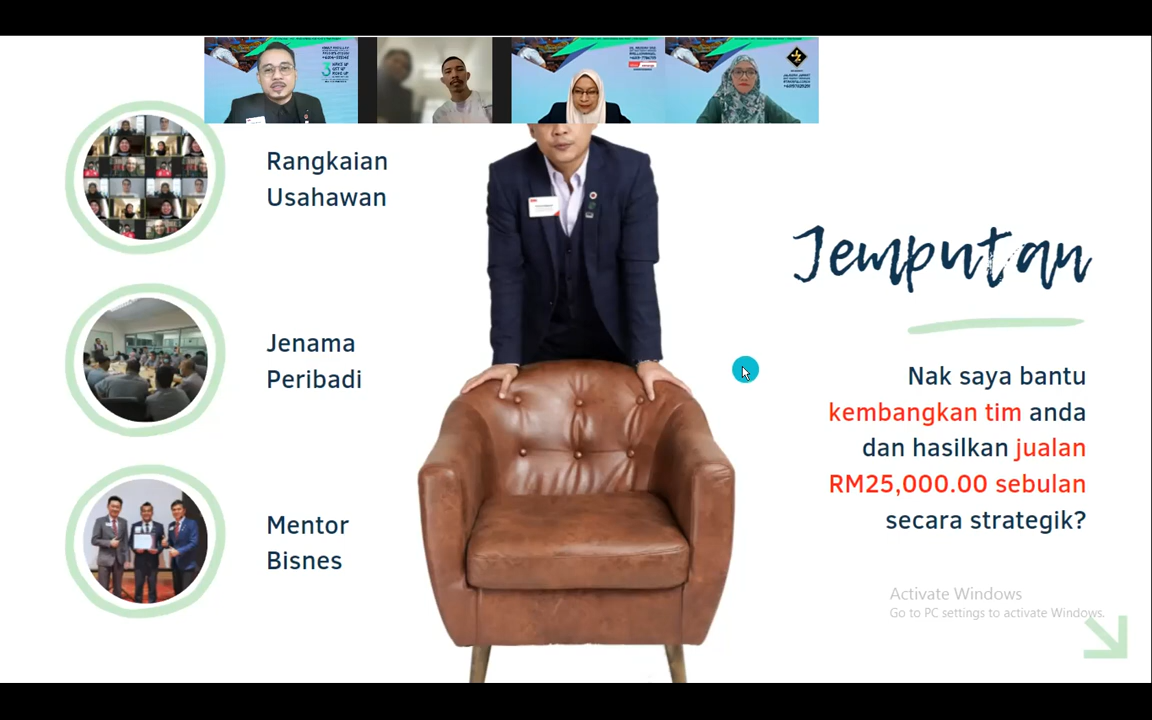 Rangkaian
Usahawan
Jenama
Peribadi
Mentor
Bisnes
Jemputan
Nak saya bantu
kembangkan tim anda
dan hasilkan jualan
RM25,000.00 sebulan
secara strategik?
Activate Windows
Go to PC settings to activate Windows.